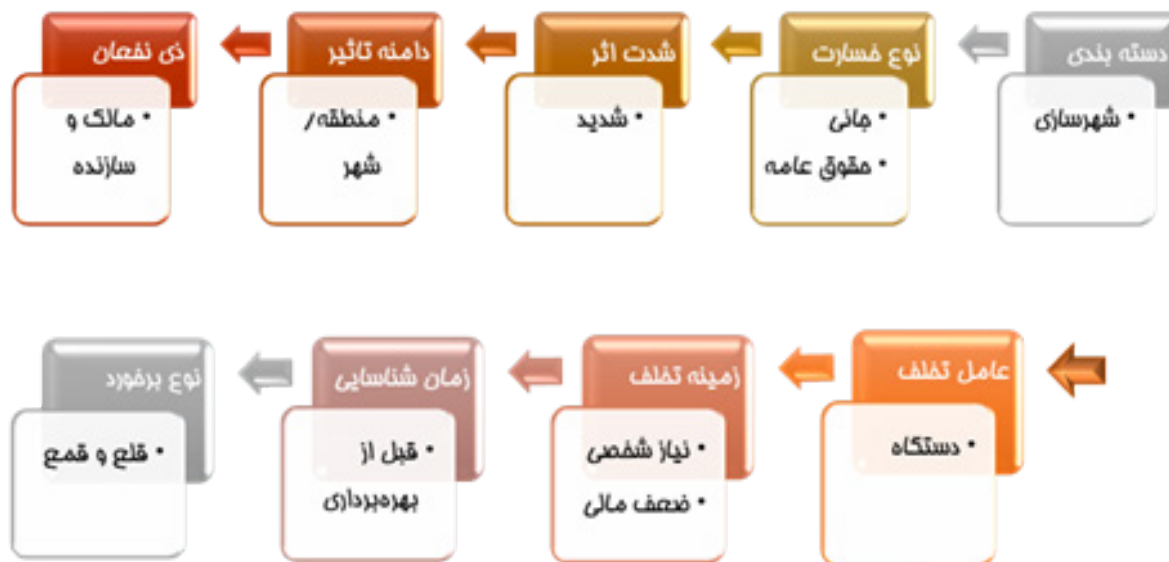 دسته بندی
• شهرسازی
نوع خسارت
• جانی
• حقوق عامه
شدت اثر
• شدید
دامنه تاثیر
• منطقه/
شهر
ذی نفعان
• مالک و
سازنده
عامل تخلف
• دستگاه
زمینه تخلف
• نیاز شخصی
• ضعف مالی
زمان شناسایی
• قبل از
بهره‌برداری
نوع برخورد
• قلع و قمع